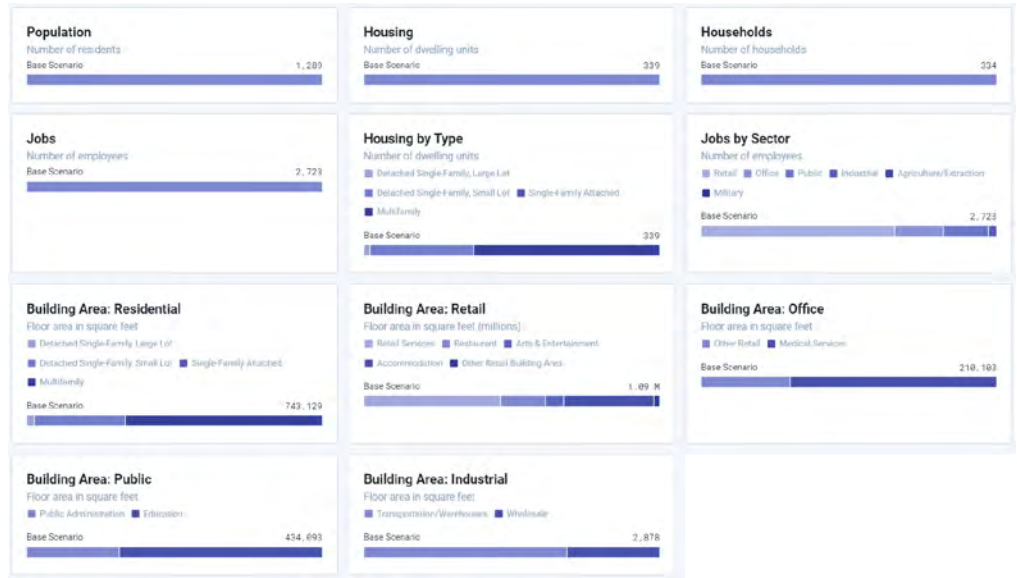 Population
Number of residents
Base Scenario 1,289
Housing
Number of dwelling units
Base Scenario 339
Households
Number of households
Base Scenario 334
Jobs
Number of employees
Base Scenario 2,723
Housing by Type
Number of dwelling units
Detached Single-Family, Large Lot
Detached Single-Family, Small Lot Single-Family Attached
Multifamily
Base Scenario 339
Jobs by Sector
Number of employees
Retail Office Public Industrial Agriculture/Extraction
Military
Base Scenario 2,723
Building Area: Residential
Floor area in square feet
Detached Single-Family, Large Lot
Detached Single-Family, Small Lot Single-Family Attached
Multifamily
Base Scenario 743,129
Building Area: Retail
Floor area in square feet (millions)
Retail Services Restaurant Arts & Entertainment
Accommodation Other Retail Building Area
Base Scenario 1.09 M
Building Area: Office
Floor area in square feet
Other Retail Medical Services
Base Scenario 210,103
Building Area: Public
Floor area in square feet
Public Administration Education
Base Scenario 434,093
Building Area: Industrial
Floor area in square feet
Transportation/Warehouses Wholesale
Base Scenario 2,878